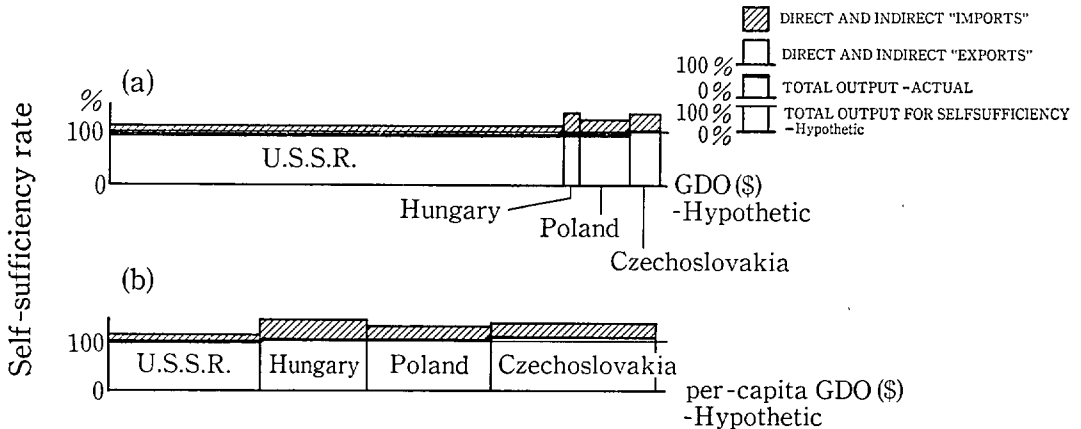 DIRECT AND INDIRECT "IMPORTS"
DIRECT AND INDIRECT "EXPORTS"
100%
0%
TOTAL OUTPUT -ACTUAL
100%
0%
TOTAL OUTPUT FOR SELFSUFFICIENCY
-Hypothetic
Self-sufficiency rate
(a)
%
100
0
U.S.S.R.
Hungary
Poland
Czechoslovakia
GDO ($)
-Hypothetic
(b)
100
0
U.S.S.R.
Hungary
Poland
Czechoslovakia
per-capita GDO ($)
-Hypothetic